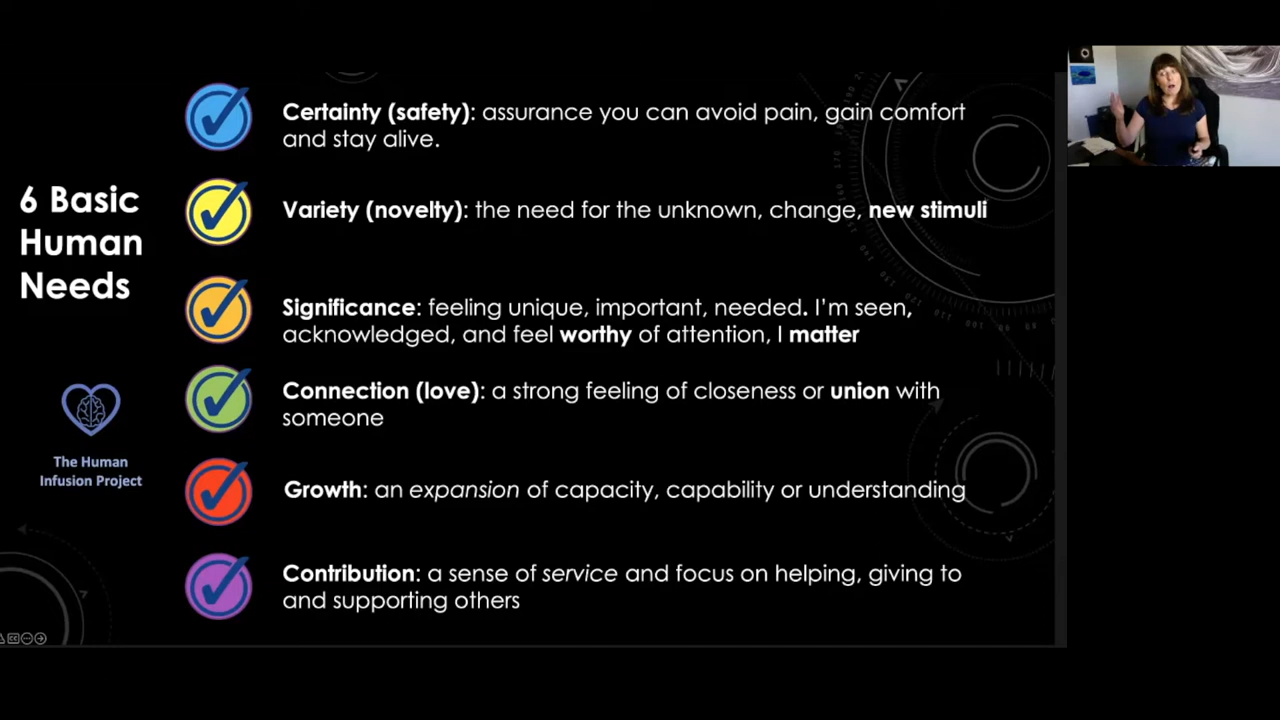 6 Basic
Human
Needs
The Human
Infusion Project
Certainty (safety): assurance you can avoid pain, gain comfort
and stay alive.
Variety (novelty): the need for the unknown, change, new stimuli
Significance: feeling unique, important, needed. I'm seen,
acknowledged, and feel worthy of attention, I matter
Connection (love): a strong feeling of closeness or union with
someone
Growth: an expansion of capacity, capability or understanding
Contribution: a sense of service and focus on helping, giving to
and supporting others